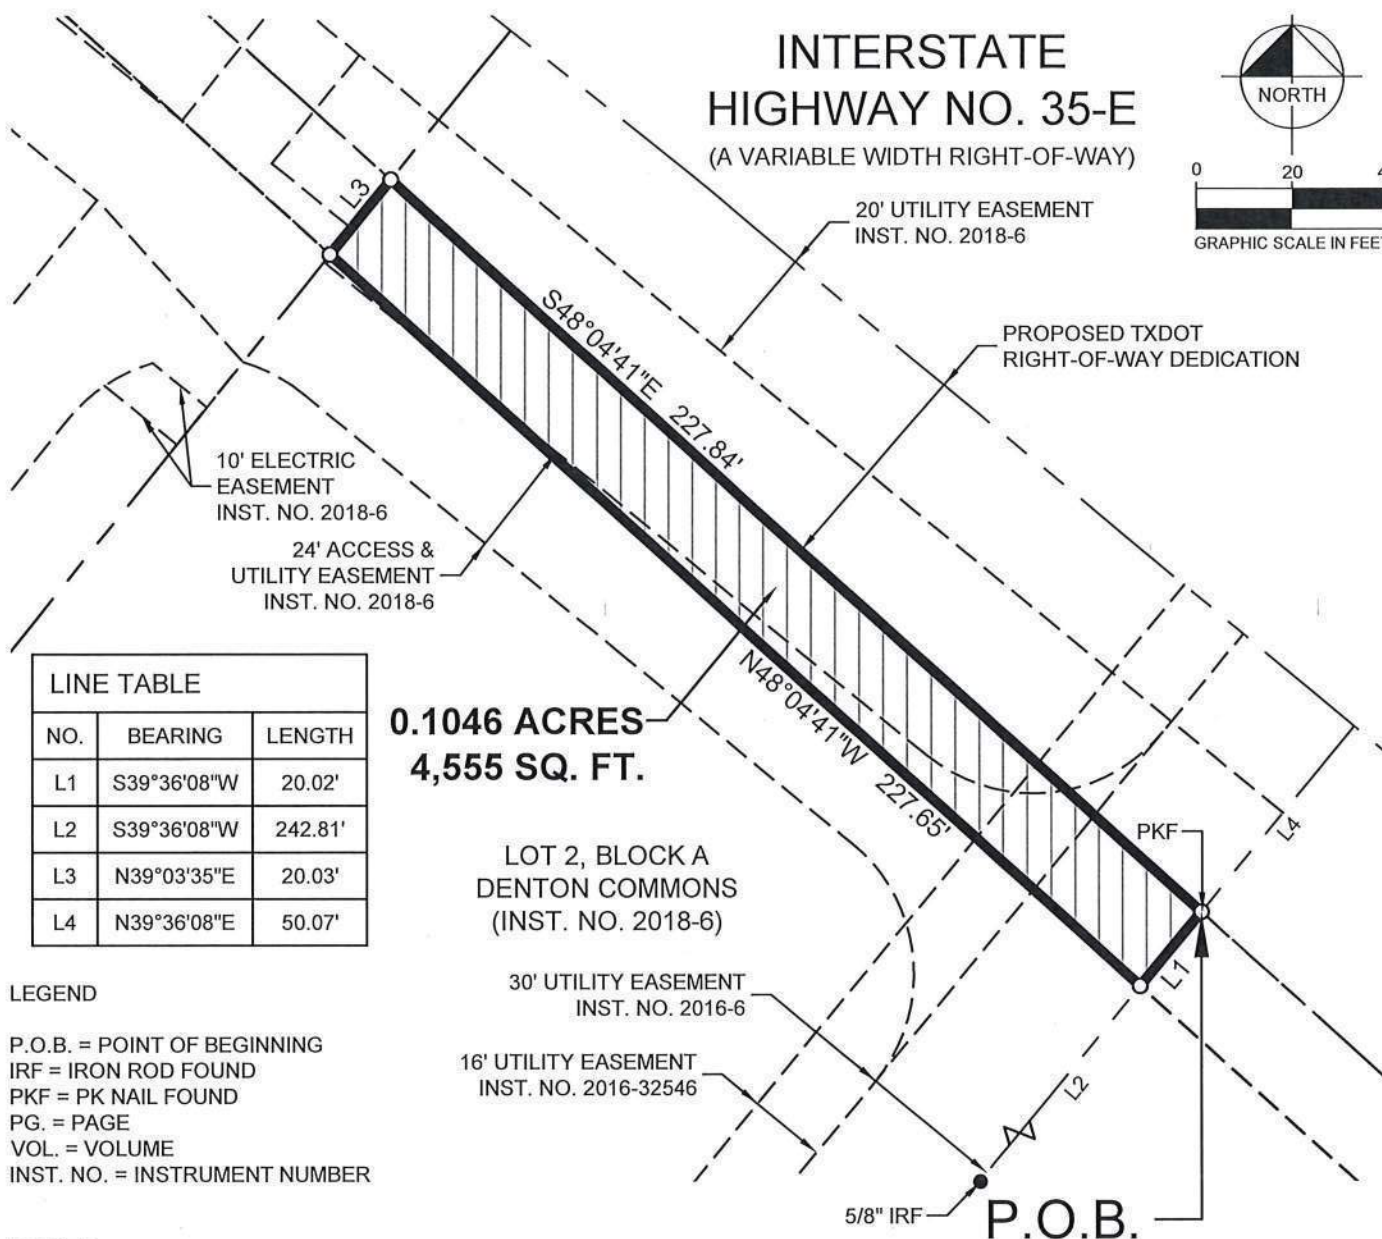 INTERSTATE
HIGHWAY NO. 35-E
(A VARIABLE WIDTH RIGHT-OF-WAY)
NORTH
0 20
GRAPHIC SCALE IN FEET
20' UTILITY EASEMENT
INST. NO. 2018-6
PROPOSED TXDOT
RIGHT-OF-WAY DEDICATION
L3
S48°04'41"E 227.84'
10' ELECTRIC
EASEMENT
INST. NO. 2018-6
24' ACCESS &
UTILITY EASEMENT
INST. NO. 2018-6
LINE TABLE
NO. BEARING LENGTH
L1 S39°36'08"W 20.02'
L2 S39°36'08"W 242.81'
L3 N39°03'35"E 20.03'
L4 N39°36'08"E 50.07'
0.1046 ACRES
4,555 SQ. FT.
N48°04'41"W 227.65'
LOT 2, BLOCK A
DENTON COMMONS
(INST. NO. 2018-6)
PKF
L4
L1
30' UTILITY EASEMENT
INST. NO. 2016-6
16' UTILITY EASEMENT
INST. NO. 2016-32546
L2
5/8" IRF
P.O.B.
LEGEND
P.O.B. = POINT OF BEGINNING
IRF = IRON ROD FOUND
PKF = PK NAIL FOUND
PG. = PAGE
VOL. = VOLUME
INST. NO. = INSTRUMENT NUMBER